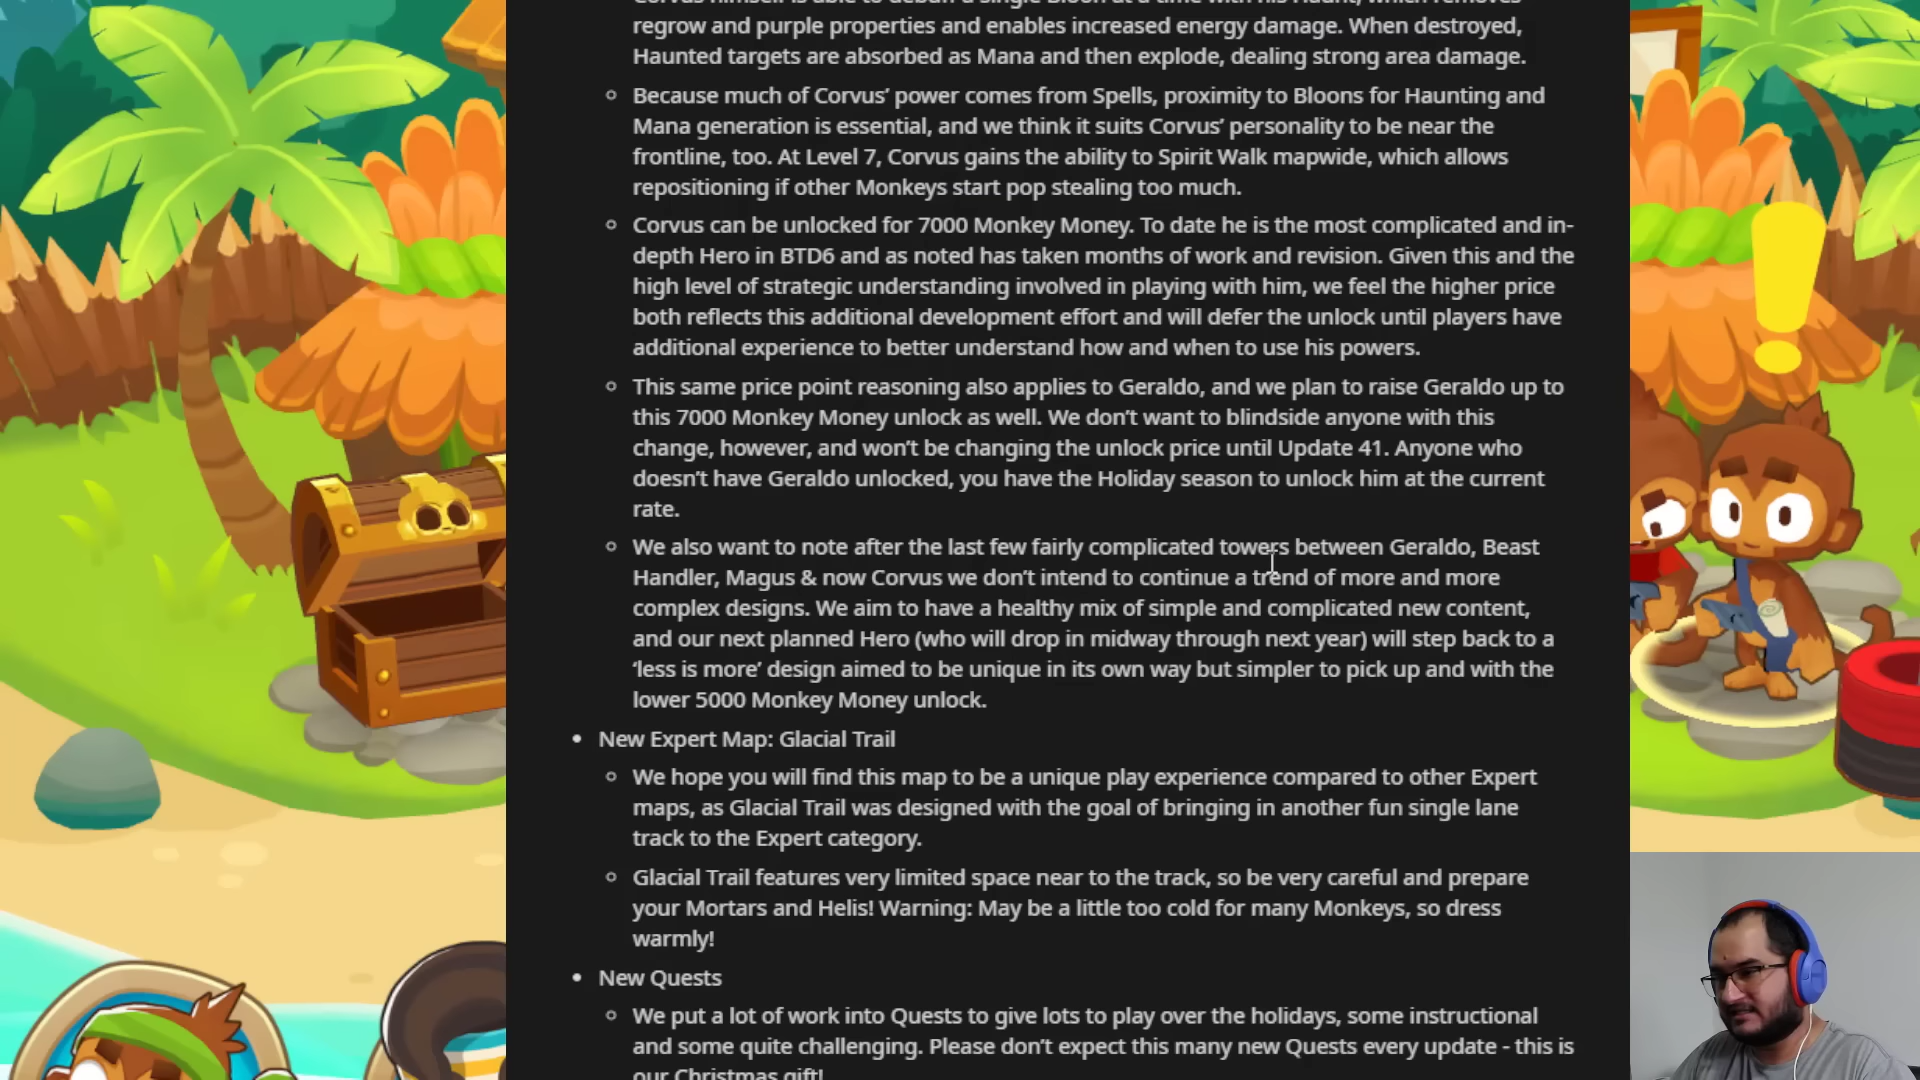 Corvus himself is able to debuff a single Bloon at a time with his Haunt, which removes
regrow and purple properties and enables increased energy damage. When destroyed,
Haunted targets are absorbed as Mana and then explode, dealing strong area damage.
Because much of Corvus’ power comes from Spells, proximity to Bloons for Haunting and
Mana generation is essential, and we think it suits Corvus’ personality to be near the
frontline, too. At Level 7, Corvus gains the ability to Spirit Walk mapwide, which allows
repositioning if other Monkeys start pop stealing too much.
Corvus can be unlocked for 7000 Monkey Money. To date he is the most complicated and in-
depth Hero in BTD6 and as noted has taken months of work and revision. Given this and the
high level of strategic understanding involved in playing with him, we feel the higher price
both reflects this additional development effort and will defer the unlock until players have
additional experience to better understand how and when to use his powers.
This same price point reasoning also applies to Geraldo, and we plan to raise Geraldo up to
this 7000 Monkey Money unlock as well. We don’t want to blindside anyone with this
change, however, and won’t be changing the unlock price until Update 41. Anyone who
doesn’t have Geraldo unlocked, you have the Holiday season to unlock him at the current
rate.
We also want to note after the last few fairly complicated towers between Geraldo, Beast
Handler, Magus & now Corvus we don’t intend to continue a trend of more and more
complex designs. We aim to have a healthy mix of simple and complicated new content,
and our next planned Hero (who will drop in midway through next year) will step back to a
‘less is more’ design aimed to be unique in its own way but simpler to pick up and with the
lower 5000 Monkey Money unlock.
New Expert Map: Glacial Trail
We hope you will find this map to be a unique play experience compared to other Expert
maps, as Glacial Trail was designed with the goal of bringing in another fun single lane
track to the Expert category.
Glacial Trail features very limited space near to the track, so be very careful and prepare
your Mortars and Helis! Warning: May be a little too cold for many Monkeys, so dress
warmly!
New Quests
We put a lot of work into Quests to give lots to play over the holidays, some instructional
and some quite challenging. Please don’t expect this many new Quests every update - this is
our Christmas gift!